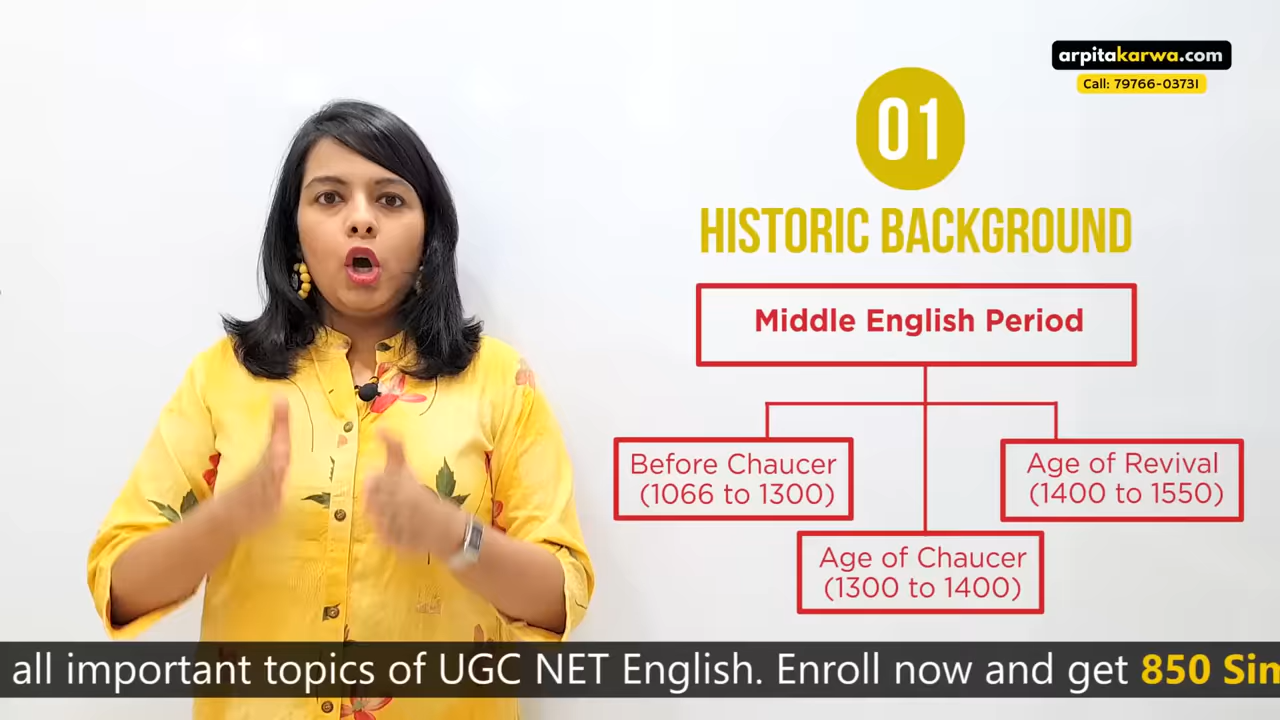 arpitakarwa.com
Call: 79766-03731
01
HISTORIC BACKGROUND
Middle English Period
Before Chaucer
(1066 to 1300)
Age of Revival
(1400 to 1550)
Age of Chaucer
(1300 to 1400)
all important topics of UGC NET English. Enroll now and get 850 Sin